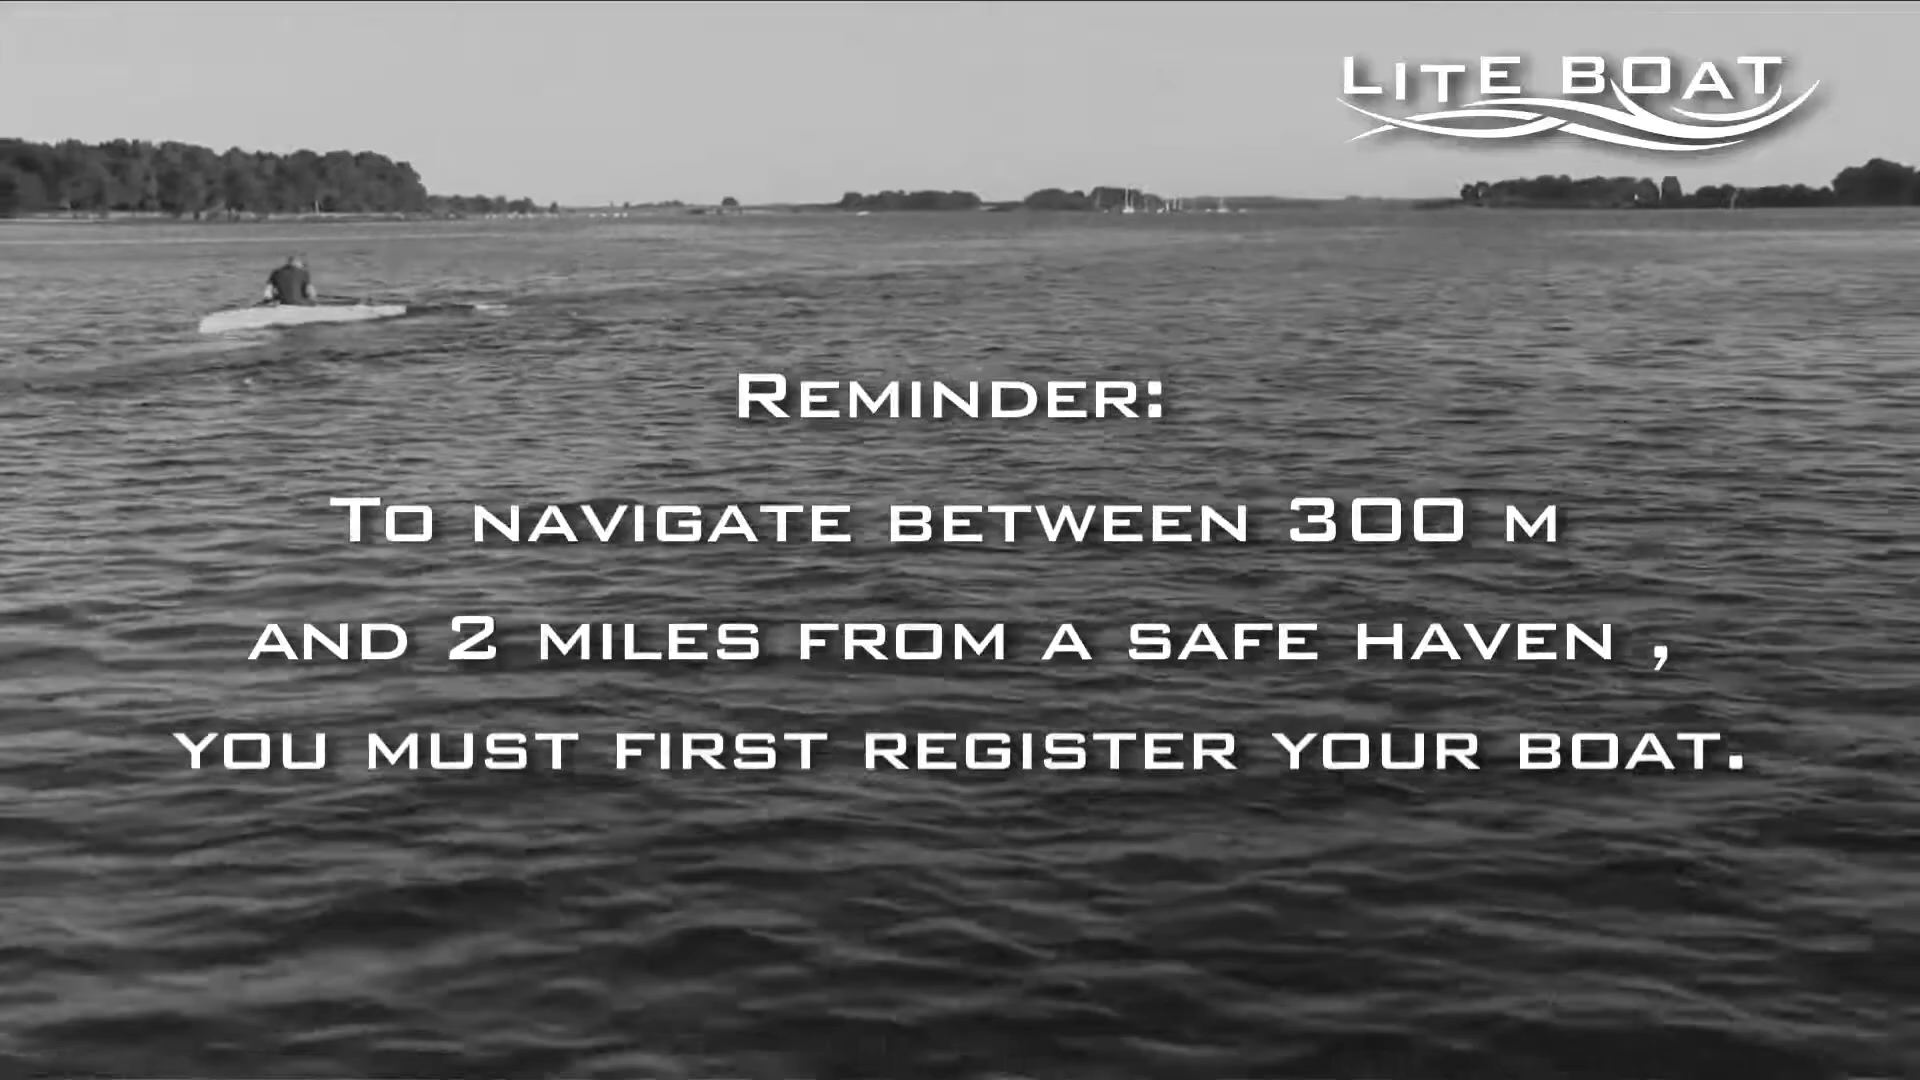 LITE BOAT
REMINDER:
TO NAVIGATE BETWEEN 300 M
AND 2 MILES FROM A SAFE HAVEN ,
YOU MUST FIRST REGISTER YOUR BOAT.